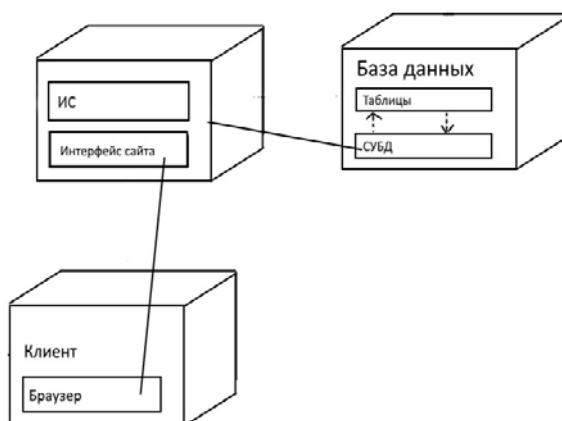 ИС
Интерфейс сайта
База данных
Таблицы
СУБД
Клиент
Браузер